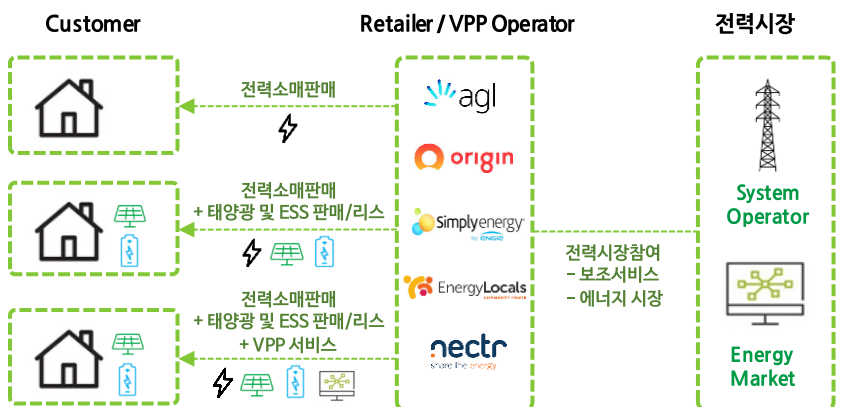 Customer
Retailer / VPP Operator
전력시장
전력소매판매
전력소매판매
+ 태양광 및 ESS 판매/리스
전력소매판매
+ 태양광 및 ESS 판매/리스
+ VPP 서비스
agl
origin
Simplyenergy
by ENGIE
EnergyLocals
COMMUNITY POWER
nectr
share the energy
전력시장참여
– 보조서비스
– 에너지 시장
System
Operator
Energy
Market